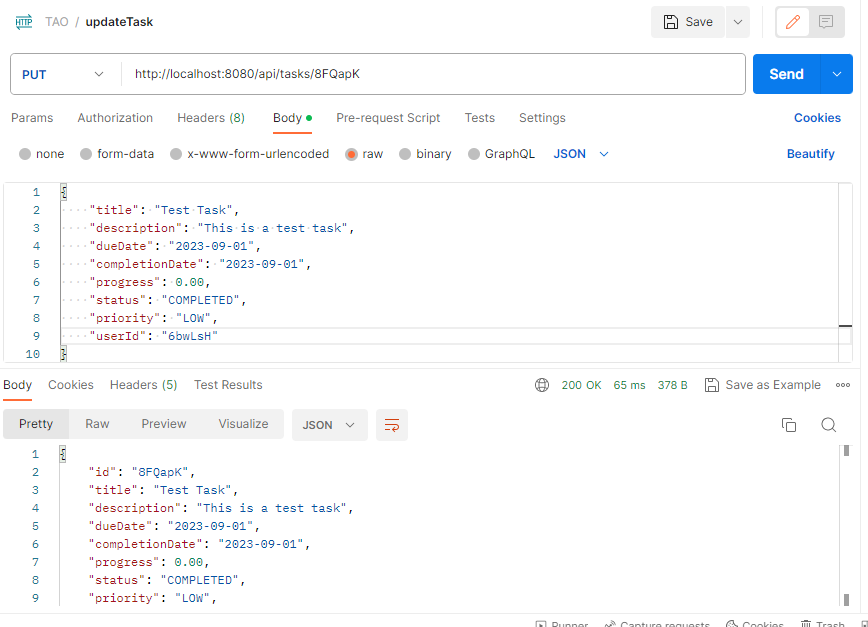 HTTP TAO / updateTask Save
PUT http://localhost:8080/api/tasks/8FQapK Send
Params Authorization Headers (8) Body Pre-request Script Tests Settings Cookies
none form-data x-www-form-urlencoded raw binary GraphQL JSON Beautify
1 {
2 "title": "Test Task",
3 "description": "This is a test task",
4 "dueDate": "2023-09-01",
5 "completionDate": "2023-09-01",
6 "progress": 0.00,
7 "status": "COMPLETED",
8 "priority": "LOW",
9 "userId": "6bwLsH"
10 }
Body Cookies Headers (5) Test Results 200 OK 65 ms 378 B Save as Example
Pretty Raw Preview Visualize JSON
1 {
2 "id": "8FQapK",
3 "title": "Test Task",
4 "description": "This is a test task",
5 "dueDate": "2023-09-01",
6 "completionDate": "2023-09-01",
7 "progress": 0.00,
8 "status": "COMPLETED",
9 "priority": "LOW",
Runner Capture requests Cookies Trash